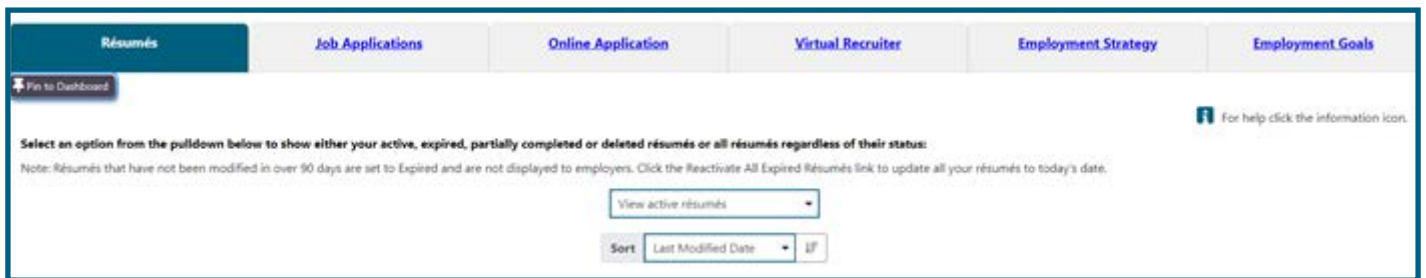 Résumés Job Applications Online Application Virtual Recruiter Employment Strategy Employment Goals
Pin to Dashboard
For help click the information icon.
Select an option from the pulldown below to show either your active, expired, partially completed or deleted résumés or all résumés regardless of their status:
Note: Résumés that have not been modified in over 90 days are set to Expired and are not displayed to employers. Click the Reactivate All Expired Résumés link to update all your résumés to today's date.
View active résumés
Sort Last Modified Date